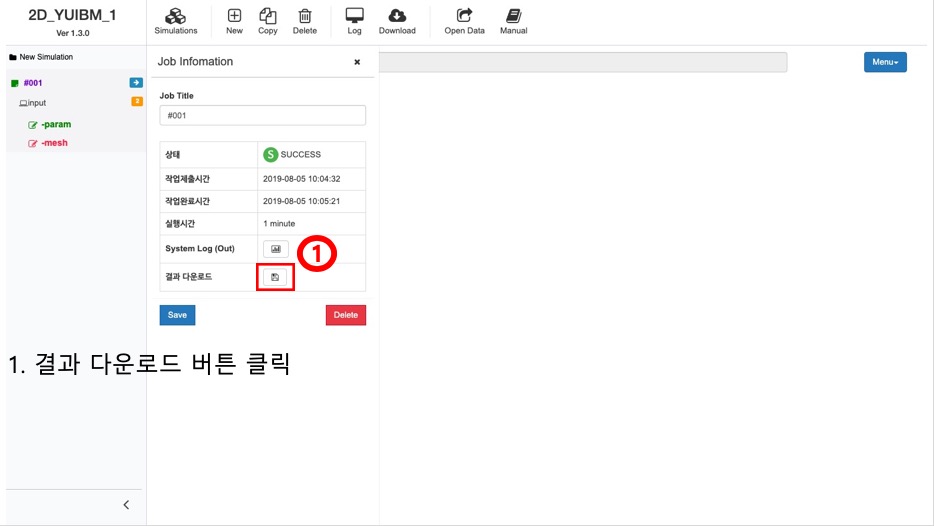 2D_YUIBM_1
Ver 1.3.0
Simulations
New
Copy
Delete
Log
Download
Open Data
Manual
New Simulation
#001
input
3
-param
-mesh
Job Infomation
Menu
Job Title
#001
상태
S SUCCESS
작업제출시간
2019-08-05 10:04:32
작업완료시간
2019-08-05 10:05:21
실행시간
1 minute
System Log (Out)
1
결과 다운로드
Save
Delete
1. 결과 다운로드 버튼 클릭